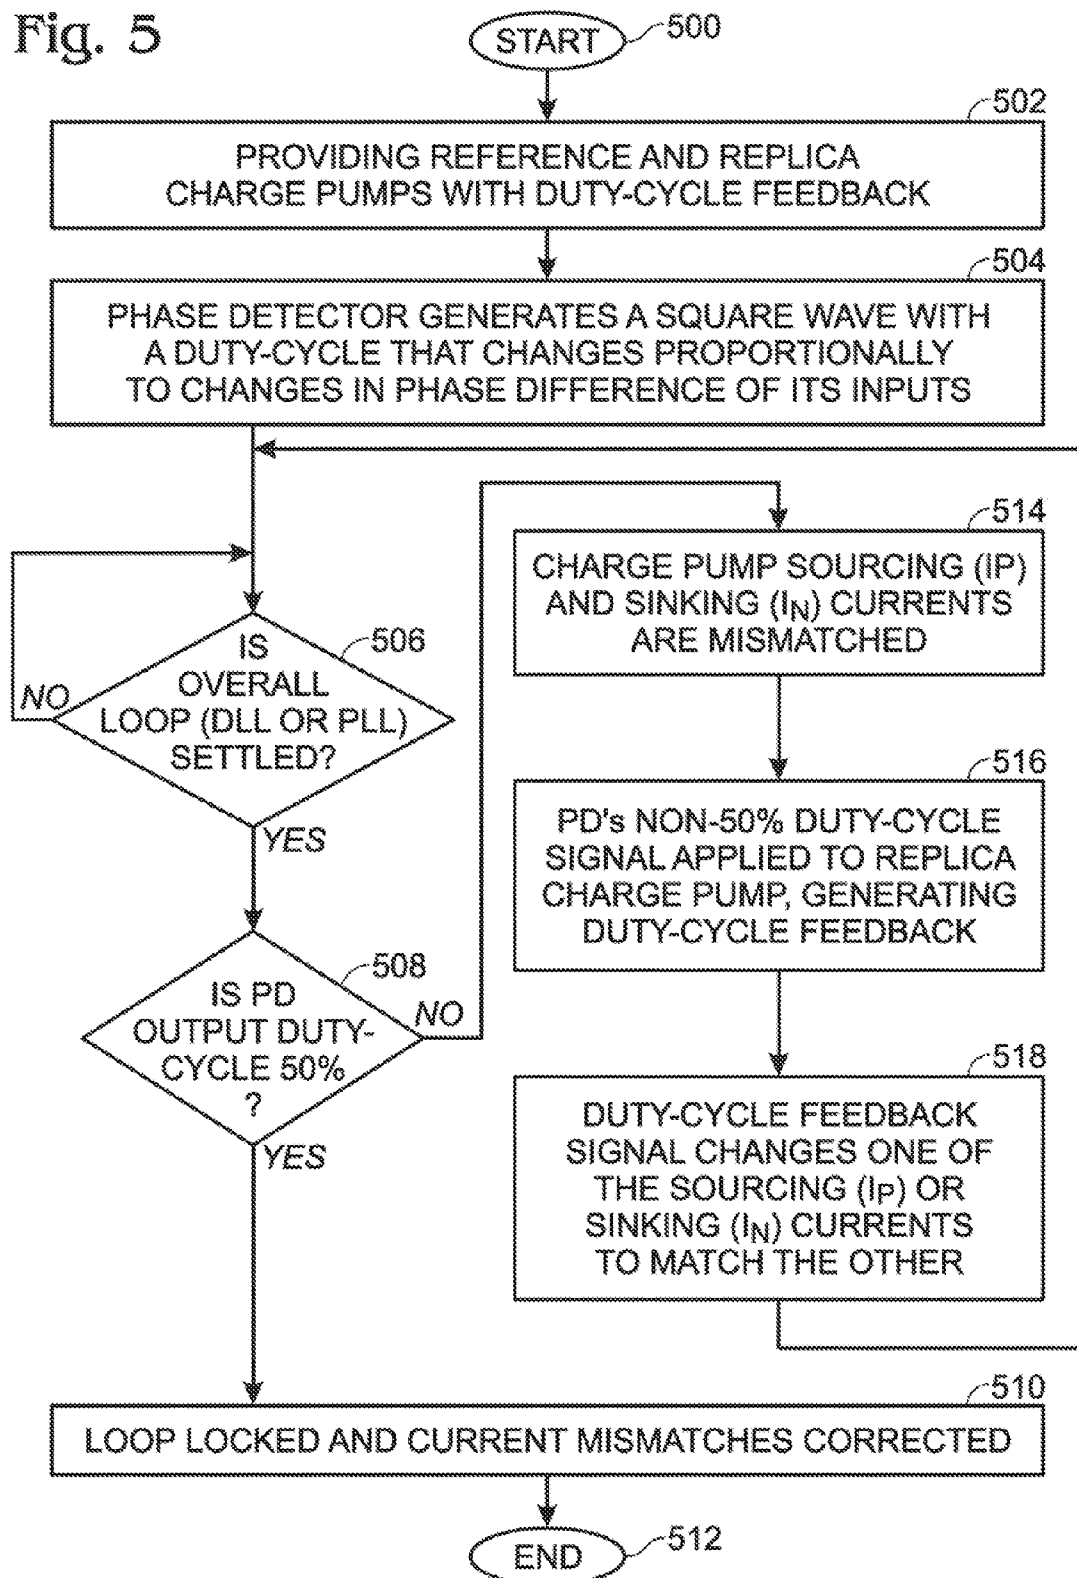 Fig. 5
START
500
502
PROVIDING REFERENCE AND REPLICA
CHARGE PUMPS WITH DUTY-CYCLE FEEDBACK
504
PHASE DETECTOR GENERATES A SQUARE WAVE WITH
A DUTY-CYCLE THAT CHANGES PROPORTIONALLY
TO CHANGES IN PHASE DIFFERENCE OF ITS INPUTS
506
IS
OVERALL
LOOP (DLL OR PLL)
SETTLED?
NO
YES
508
IS PD
OUTPUT DUTY-
CYCLE 50%
?
NO
YES
514
CHARGE PUMP SOURCING (IP)
AND SINKING (IN) CURRENTS
ARE MISMATCHED
516
PD's NON-50% DUTY-CYCLE
SIGNAL APPLIED TO REPLICA
CHARGE PUMP, GENERATING
DUTY-CYCLE FEEDBACK
518
DUTY-CYCLE FEEDBACK
SIGNAL CHANGES ONE OF
THE SOURCING (IP) OR
SINKING (IN) CURRENTS
TO MATCH THE OTHER
510
LOOP LOCKED AND CURRENT MISMATCHES CORRECTED
END
512